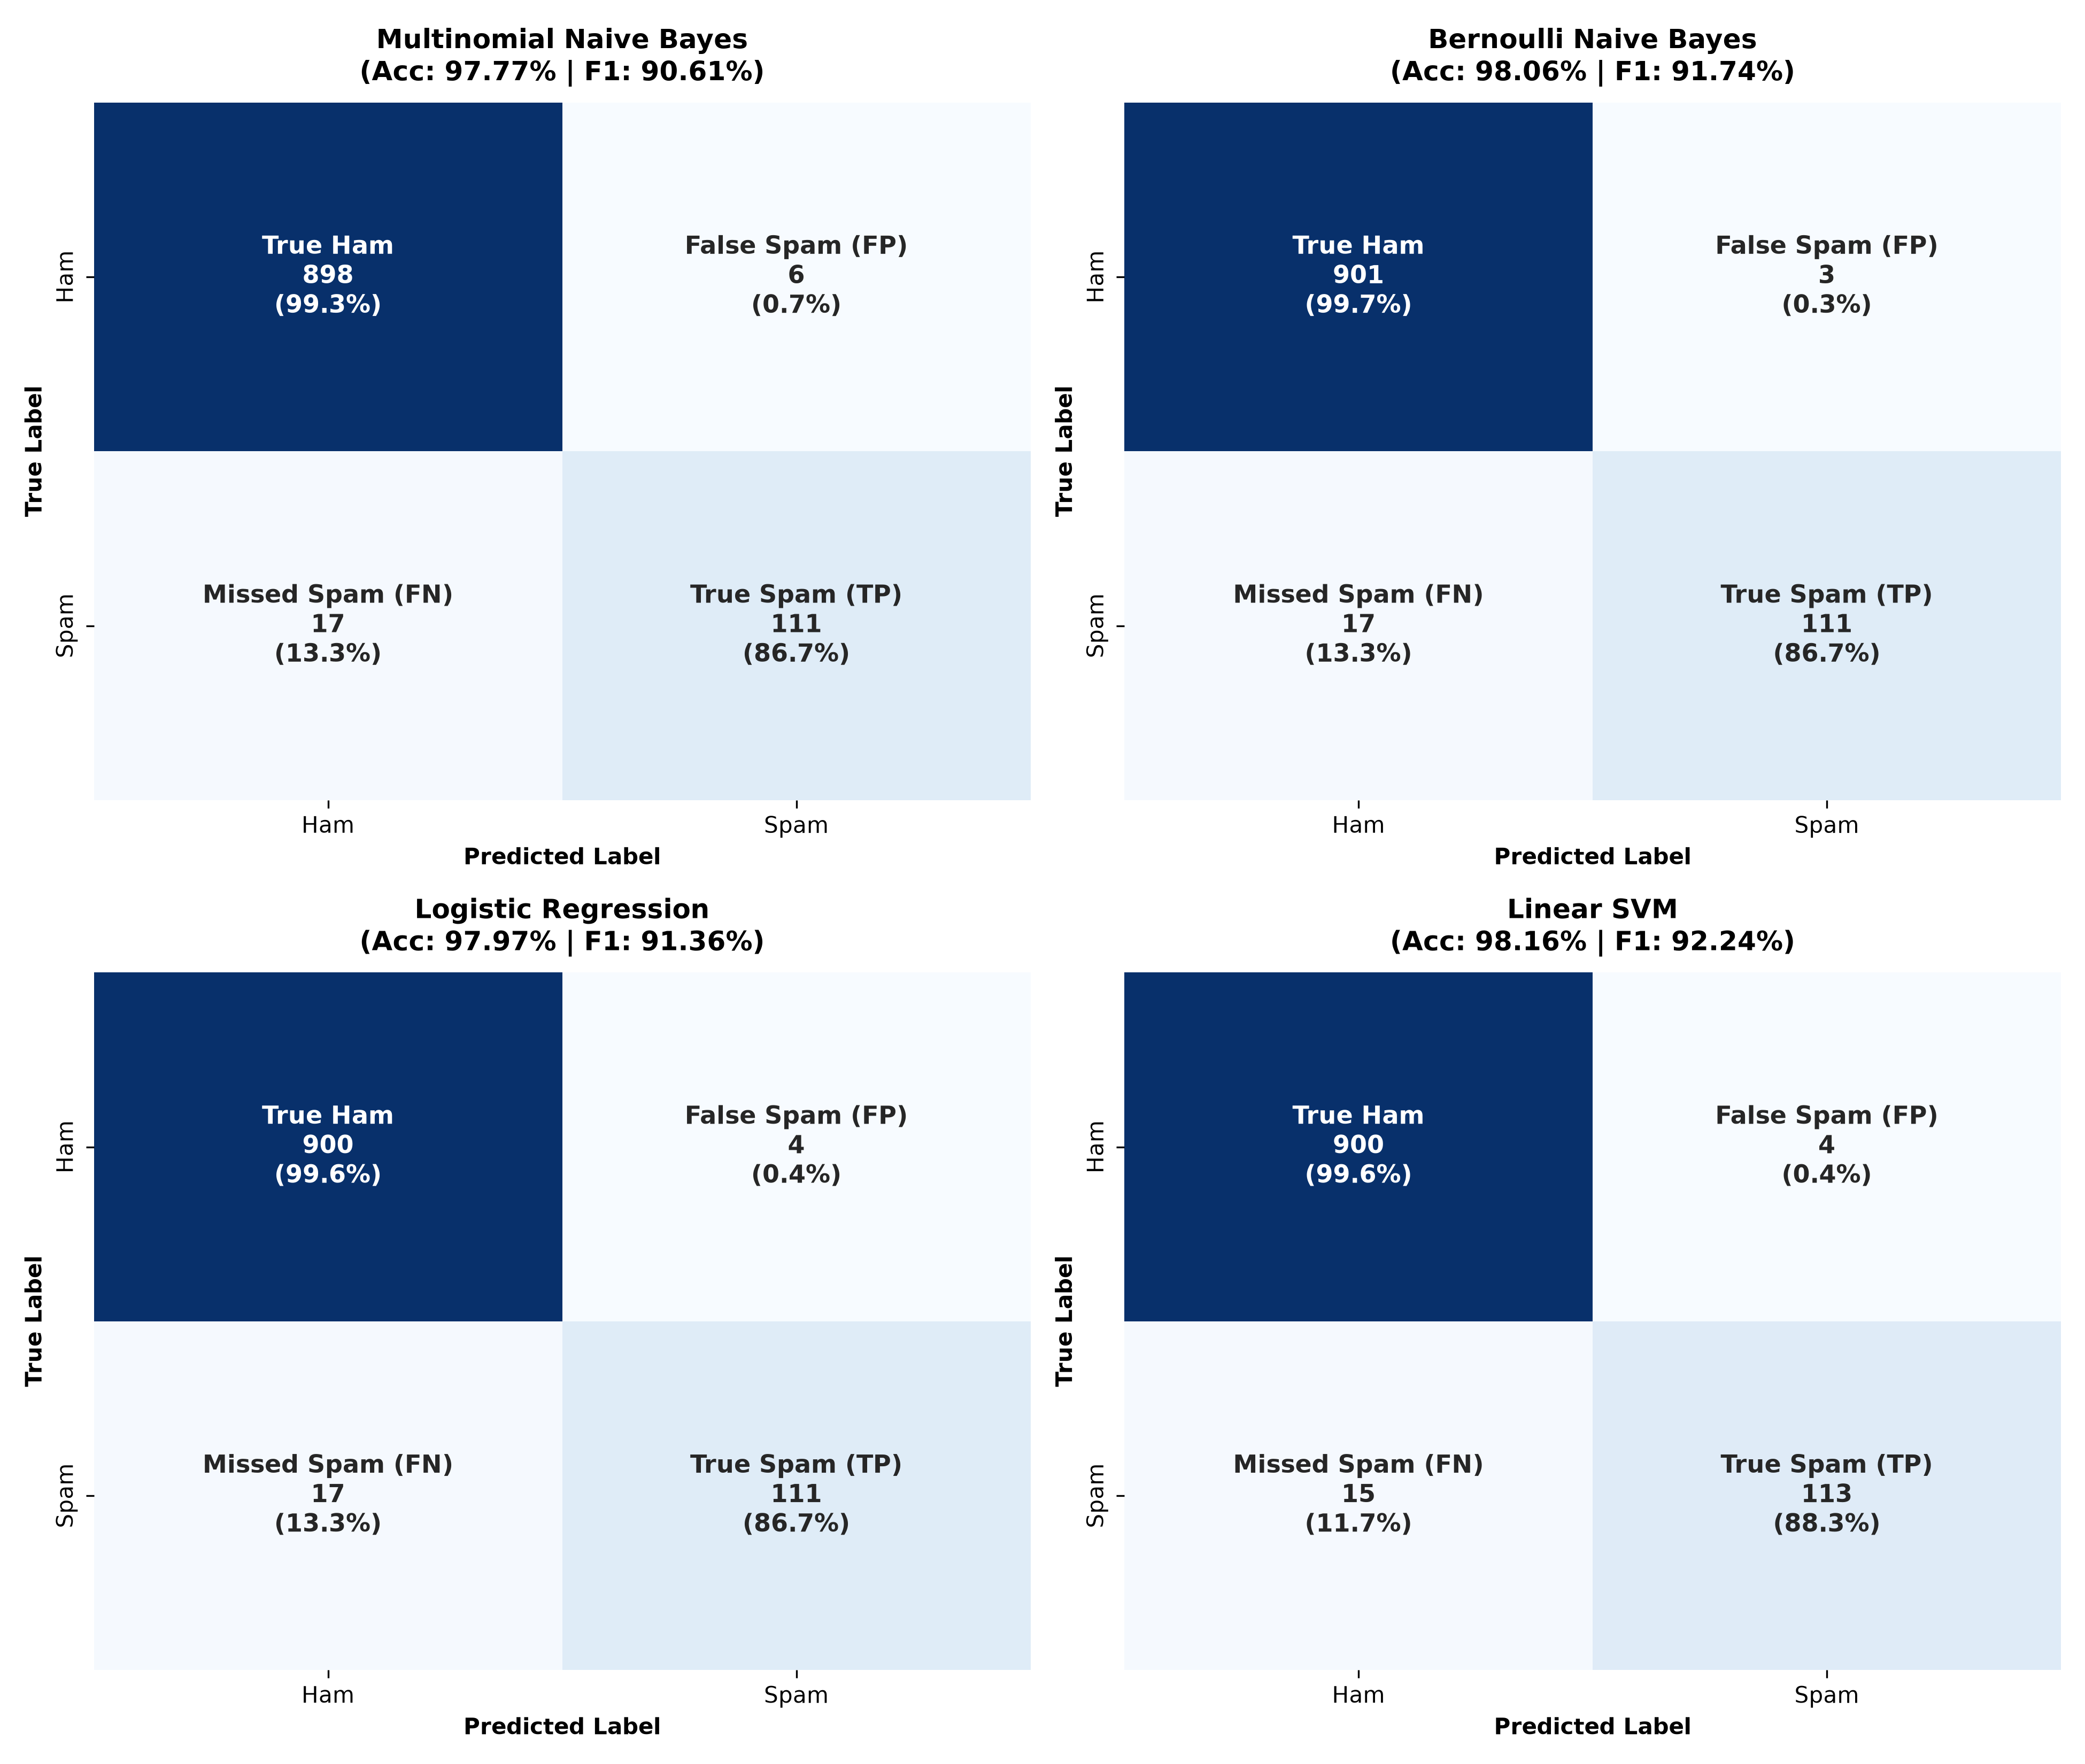 Multinomial Naive Bayes
(Acc: 97.77% | F1: 90.61%)
True Label
Ham
Spam
True Ham
898
(99.3%)
False Spam (FP)
6
(0.7%)
Missed Spam (FN)
17
(13.3%)
True Spam (TP)
111
(86.7%)
Ham
Spam
Predicted Label
Bernoulli Naive Bayes
(Acc: 98.06% | F1: 91.74%)
True Label
Ham
Spam
True Ham
901
(99.7%)
False Spam (FP)
3
(0.3%)
Missed Spam (FN)
17
(13.3%)
True Spam (TP)
111
(86.7%)
Ham
Spam
Predicted Label
Logistic Regression
(Acc: 97.97% | F1: 91.36%)
True Label
Ham
Spam
True Ham
900
(99.6%)
False Spam (FP)
4
(0.4%)
Missed Spam (FN)
17
(13.3%)
True Spam (TP)
111
(86.7%)
Ham
Spam
Predicted Label
Linear SVM
(Acc: 98.16% | F1: 92.24%)
True Label
Ham
Spam
True Ham
900
(99.6%)
False Spam (FP)
4
(0.4%)
Missed Spam (FN)
15
(11.7%)
True Spam (TP)
113
(88.3%)
Ham
Spam
Predicted Label